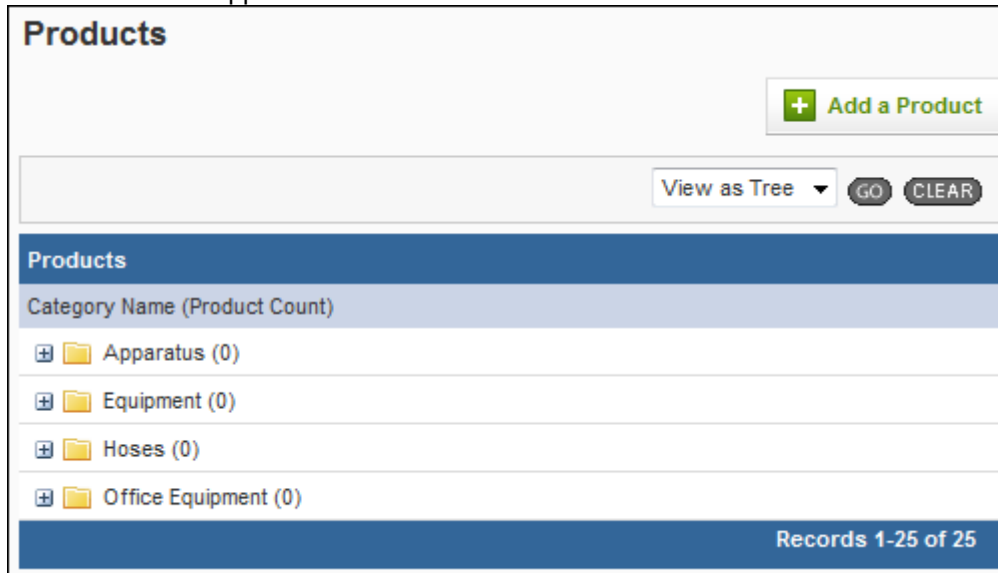 Products
Add a Product
View as Tree GO CLEAR
Products
Category Name (Product Count)
Apparatus (0)
Equipment (0)
Hoses (0)
Office Equipment (0)
Records 1-25 of 25